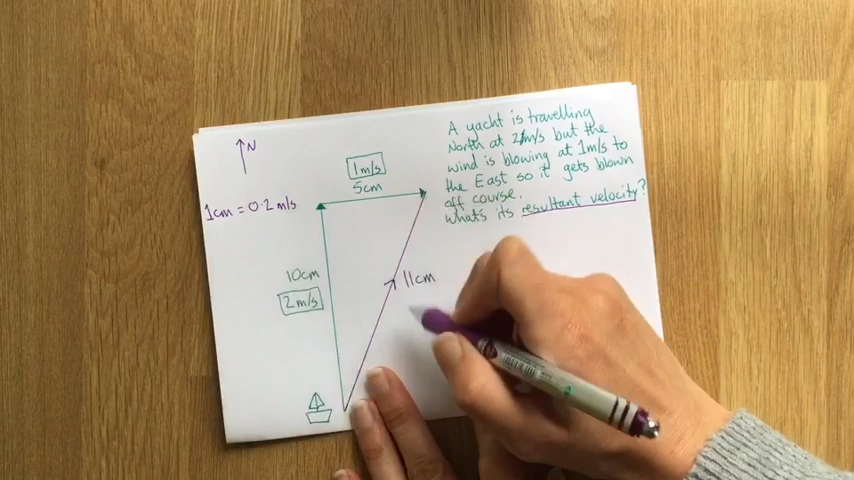 N
1cm = 0.2 m/s
1m/s
5cm
10cm
2m/s
11cm
A yacht is travelling
North at 2m/s but the
wind is blowing at 1m/s to
the East so it gets blown
off course.
What's its resultant velocity?